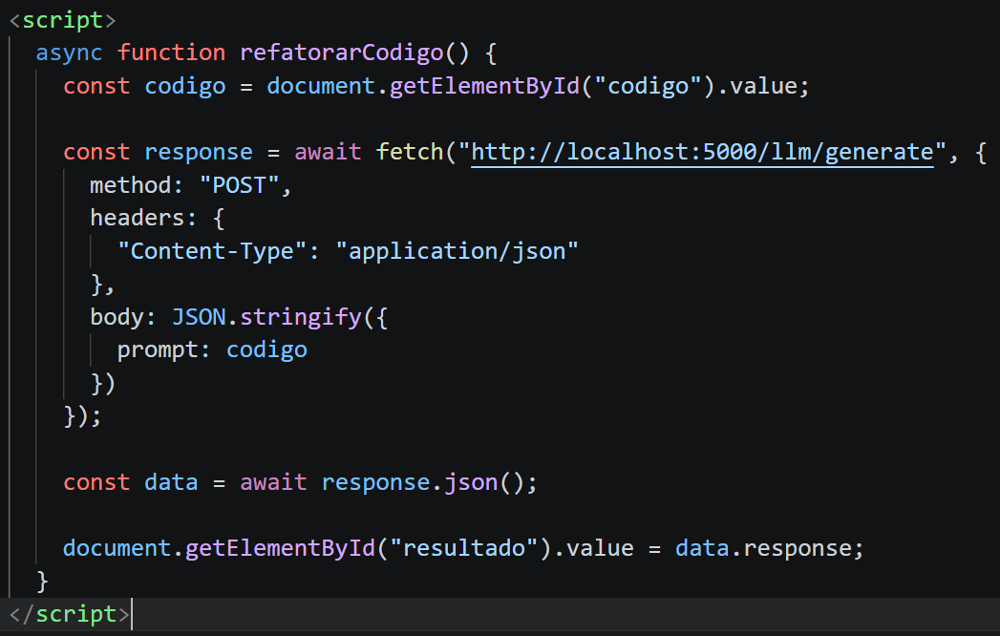 <script>
async function refatorarCodigo() {
const codigo = document.getElementById("codigo").value;
const response = await fetch("http://localhost:5000/llm/generate", {
method: "POST",
headers: {
"Content-Type": "application/json"
},
body: JSON.stringify({
prompt: codigo
})
});
const data = await response.json();
document.getElementById("resultado").value = data.response;
}
</script>